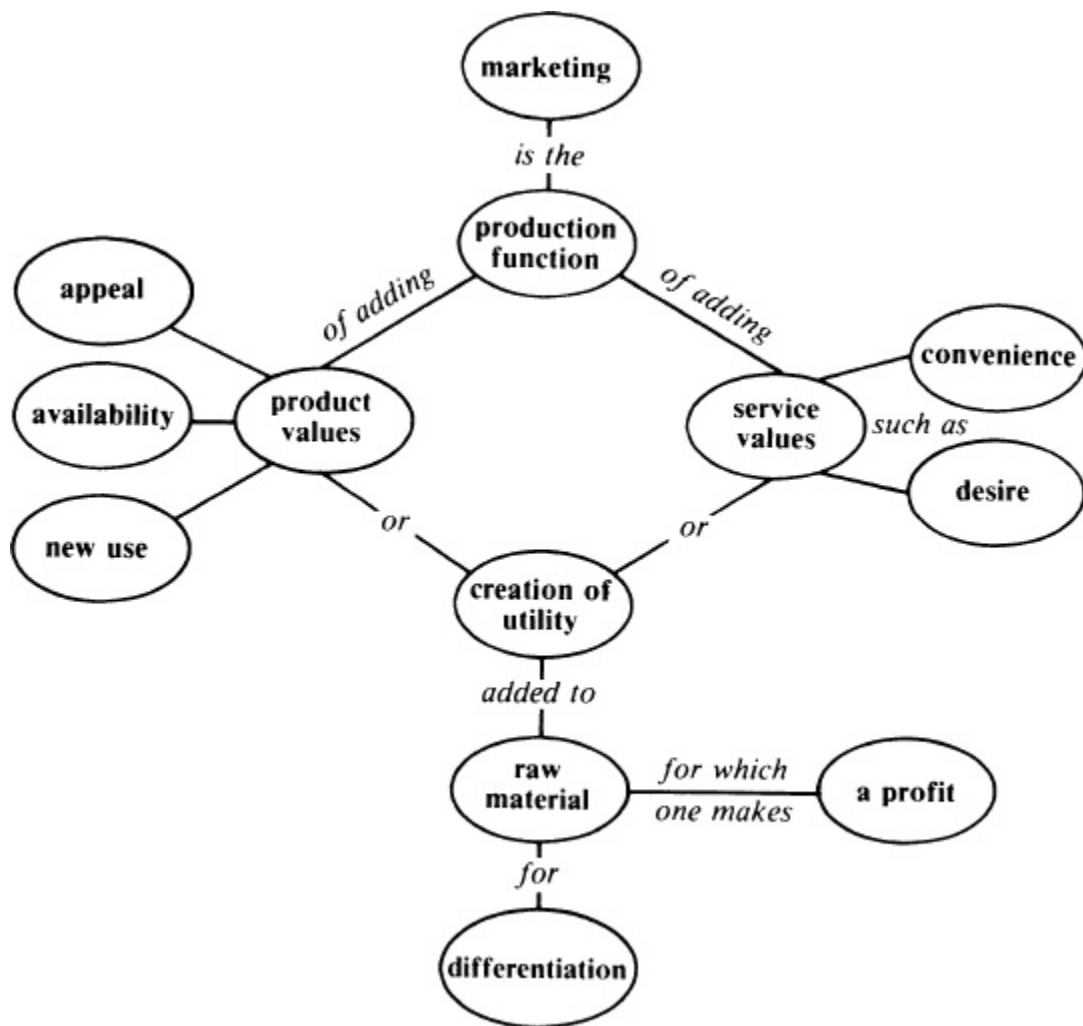 marketing
is the
production
function
of adding
of adding
appeal
availability
new use
product
values
service
values
such as
convenience
desire
or
or
creation of
utility
added to
raw
material
for which
one makes
a profit
for
differentiation